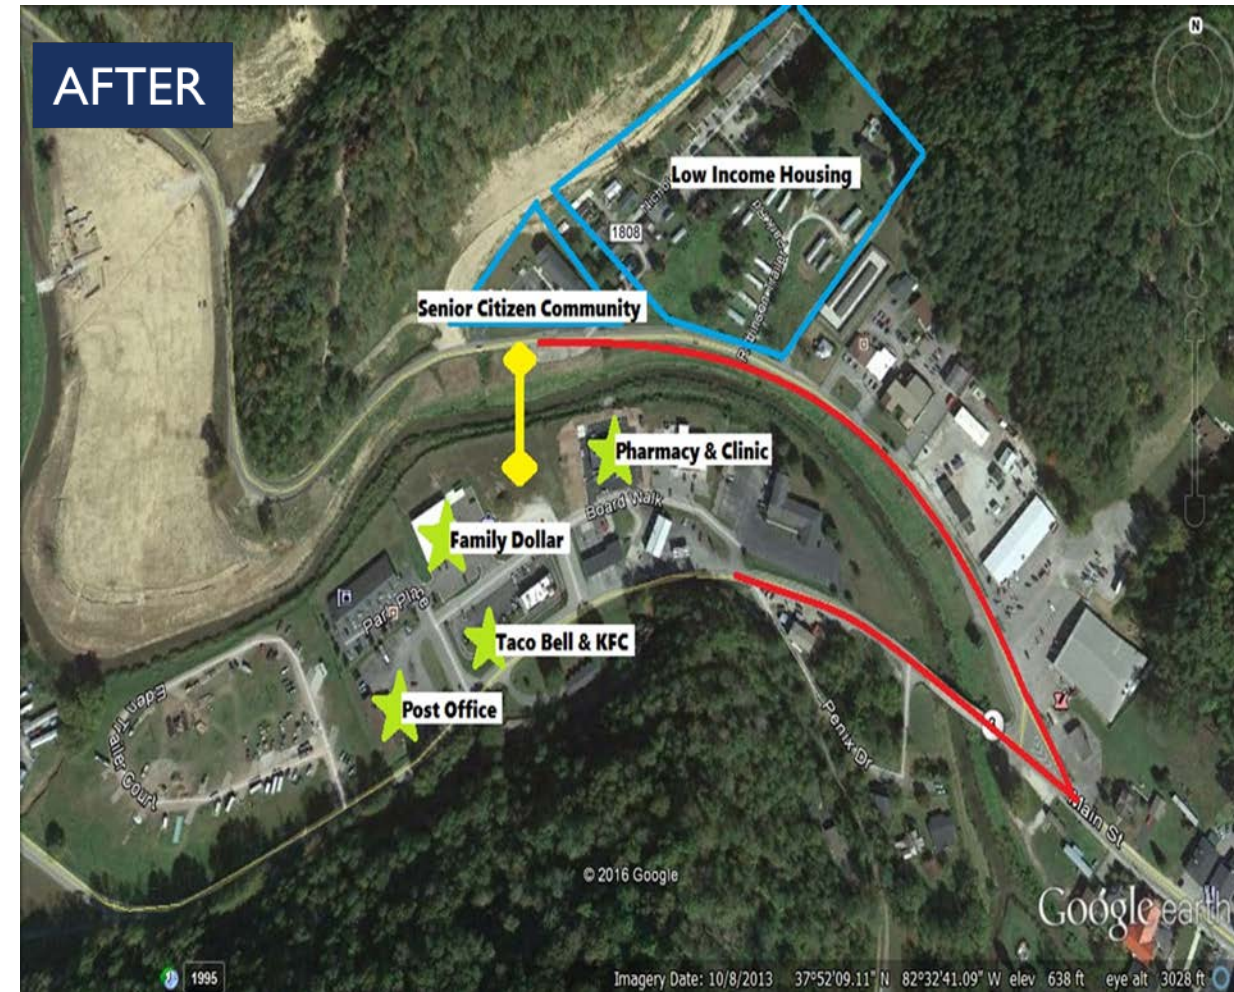 AFTER
N
Low Income Housing
1808
Senior Citizen Community
Pharmacy & Clinic
Board Walk
Family Dollar
Taco Bell & KFC
Post Office
Eden Trailer Court
Penix Dr
Main St
© 2016 Google
Google earth
1995
Imagery Date: 10/8/2013 37°52'09.11" N 82°32'41.09" W elev 638 ft eye alt 3028 ft